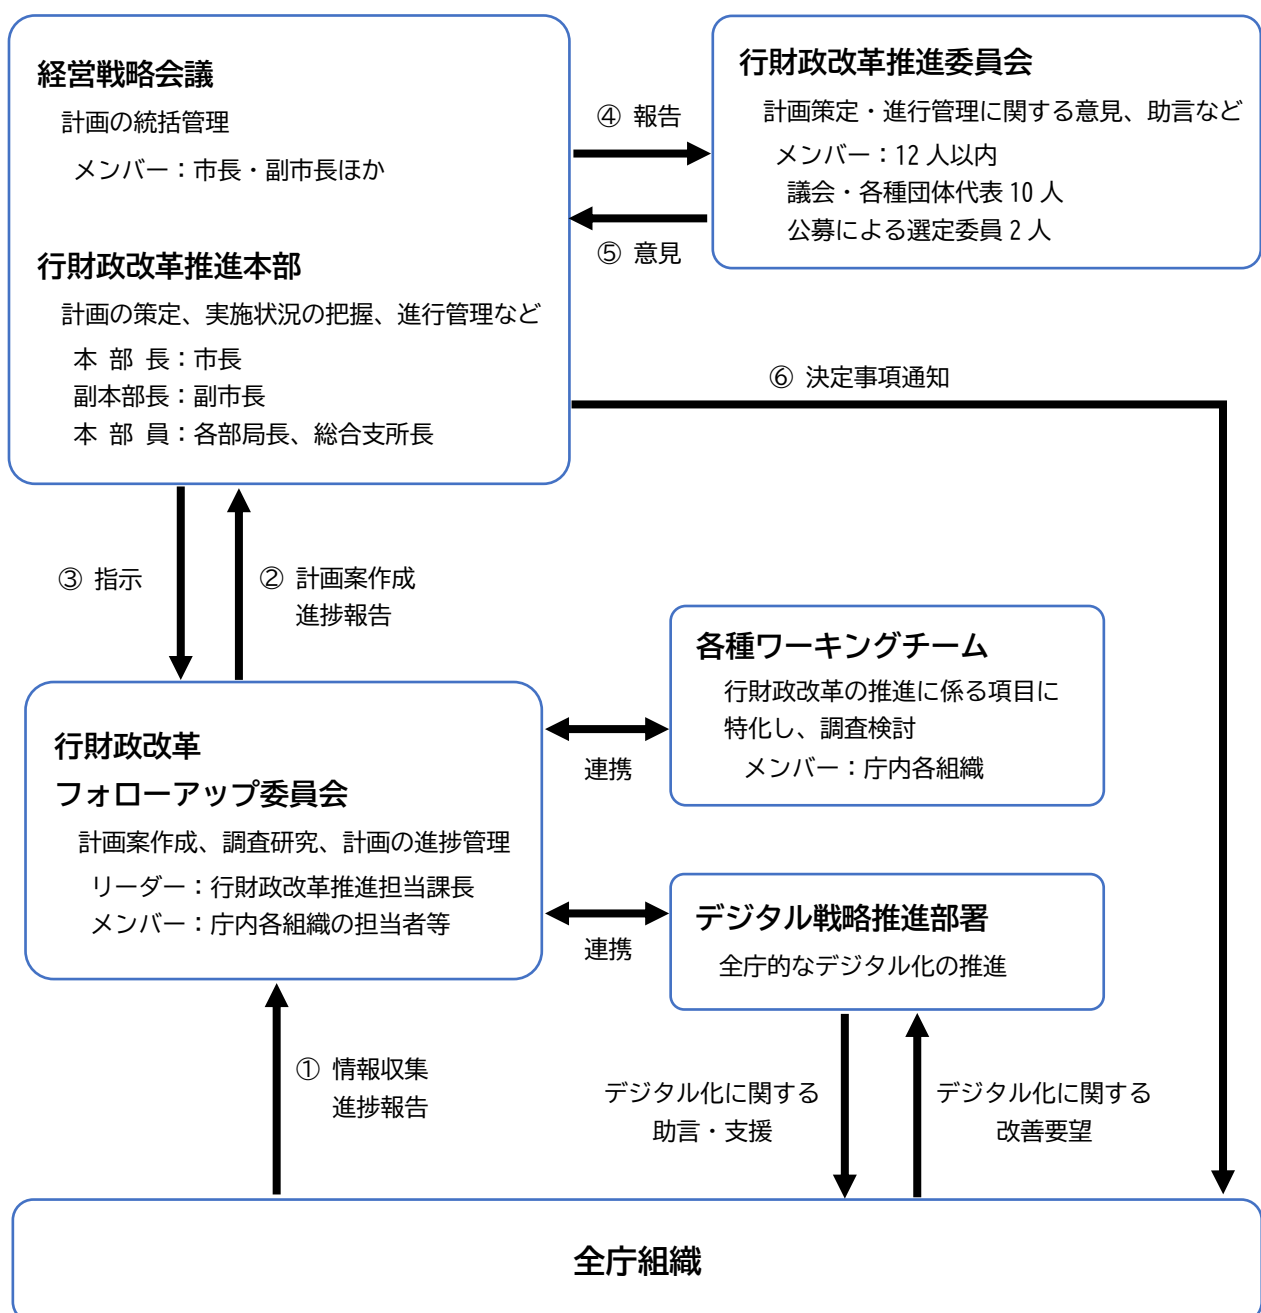 経営戦略会議
計画の統括管理
メンバー：市長・副市長ほか
行財政改革推進本部
計画の策定、実施状況の把握、進行管理など
本 部 長：市長
副本部長：副市長
本 部 員：各部局長、総合支所長
④ 報告
⑤ 意見
行財政改革推進委員会
計画策定・進行管理に関する意見、助言など
メンバー：12 人以内
議会・各種団体代表 10 人
公募による選定委員 2 人
⑥ 決定事項通知
③ 指示
② 計画案作成
進捗報告
行財政改革
フォローアップ委員会
計画案作成、調査研究、計画の進捗管理
リーダー：行財政改革推進担当課長
メンバー：庁内各組織の担当者等
連携
各種ワーキングチーム
行財政改革の推進に係る項目に
特化し、調査検討
メンバー：庁内各組織
連携
デジタル戦略推進部署
全庁的なデジタル化の推進
① 情報収集
進捗報告
デジタル化に関する
助言・支援
デジタル化に関する
改善要望
全庁組織